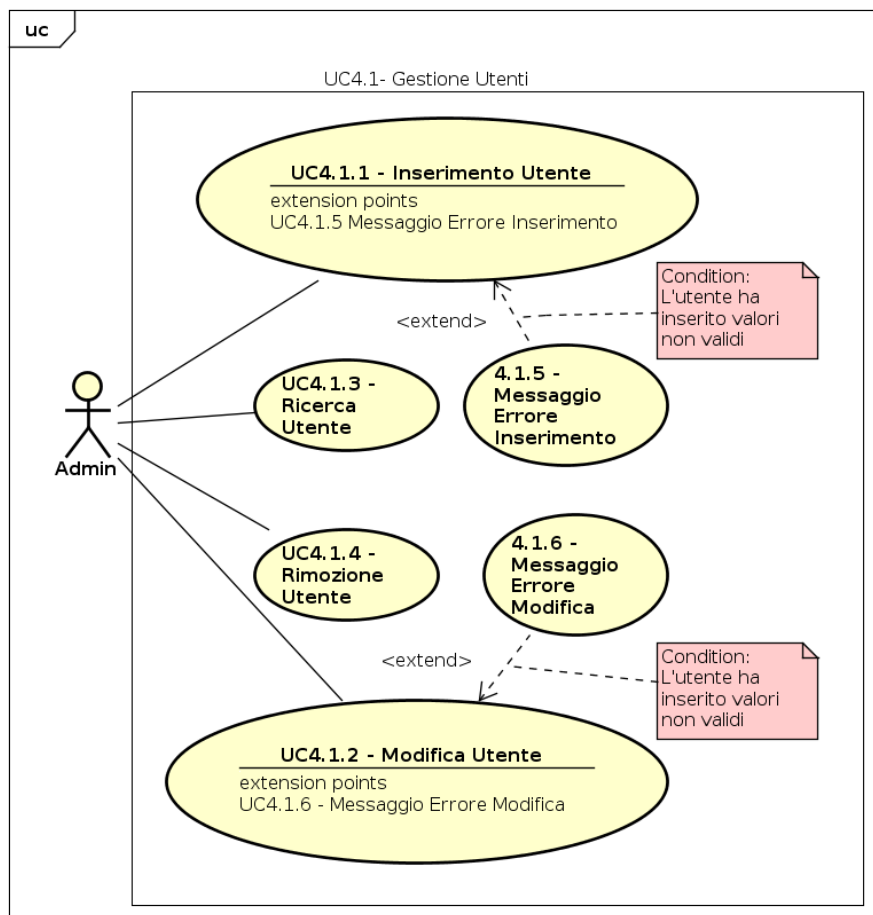 uc
UC4.1- Gestione Utenti
UC4.1.1 - Inserimento Utente
extension points
UC4.1.5 Messaggio Errore Inserimento
Condition:
L'utente ha
inserito valori
non validi
<extend>
UC4.1.3 -
Ricerca
Utente
4.1.5 -
Messaggio
Errore
Inserimento
Admin
UC4.1.4 -
Rimozione
Utente
4.1.6 -
Messaggio
Errore
Modifica
<extend>
Condition:
L'utente ha
inserito valori
non validi
UC4.1.2 - Modifica Utente
extension points
UC4.1.6 - Messaggio Errore Modifica